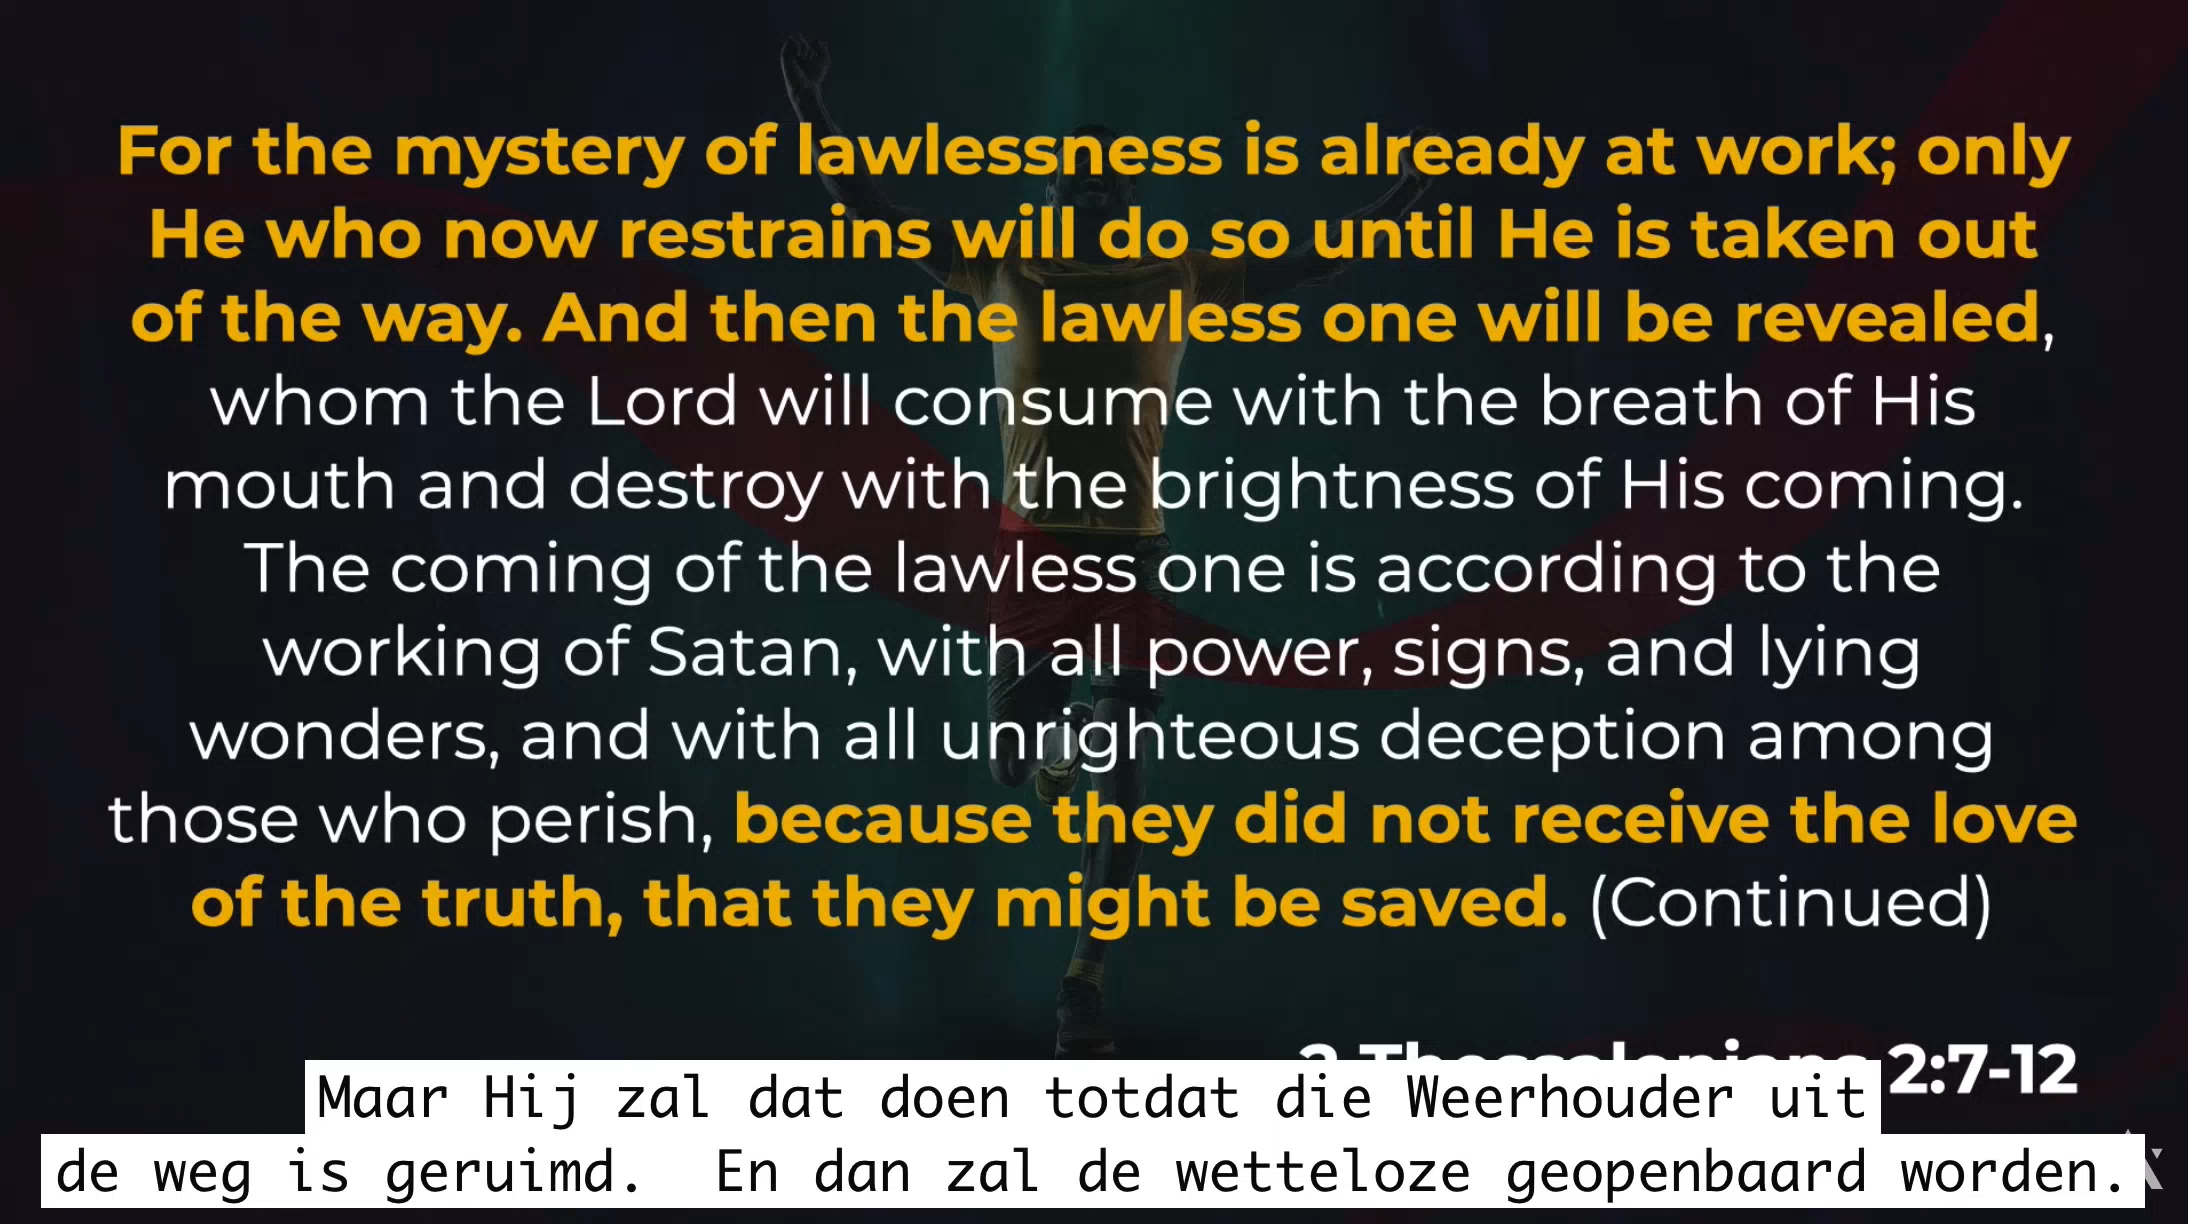 For the mystery of lawlessness is already at work; only
He who now restrains will do so until He is taken out
of the way. And then the lawless one will be revealed,
whom the Lord will consume with the breath of His
mouth and destroy with the brightness of His coming.
The coming of the lawless one is according to the
working of Satan, with all power, signs, and lying
wonders, and with all unrighteous deception among
those who perish, because they did not receive the love
of the truth, that they might be saved. (Continued)
2 Thessalonians 2:7-12
Maar Hij zal dat doen totdat die Weerhouder uit
de weg is geruimd.  En dan zal de wetteloze geopenbaard worden.